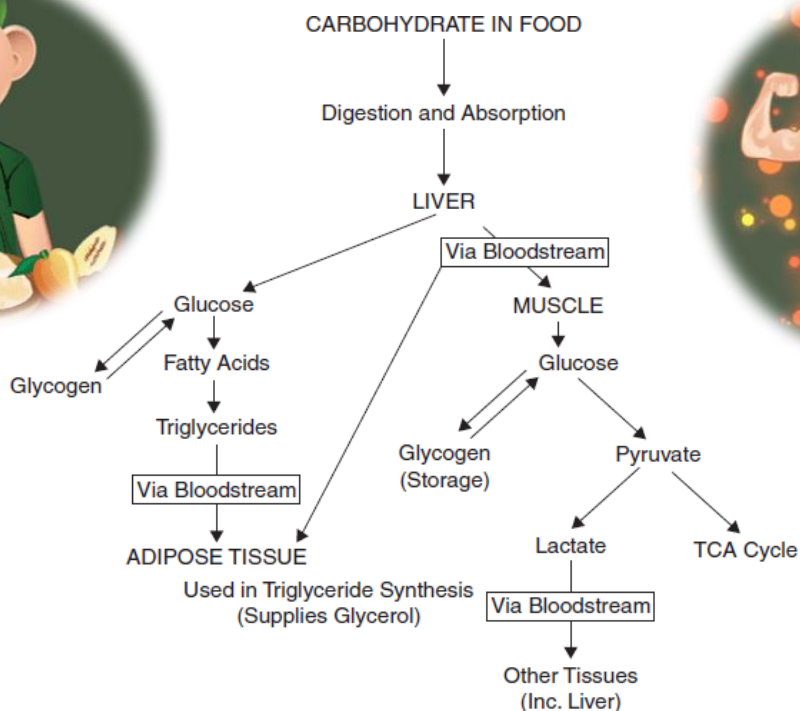 CARBOHYDRATE IN FOOD
Digestion and Absorption
LIVER
Via Bloodstream
Glucose
MUSCLE
Fatty Acids
Glucose
Glycogen
Triglycerides
Glycogen
(Storage)
Pyruvate
Via Bloodstream
ADIPOSE TISSUE
Lactate
TCA Cycle
Used in Triglyceride Synthesis
(Supplies Glycerol)
Via Bloodstream
Other Tissues
(Inc. Liver)